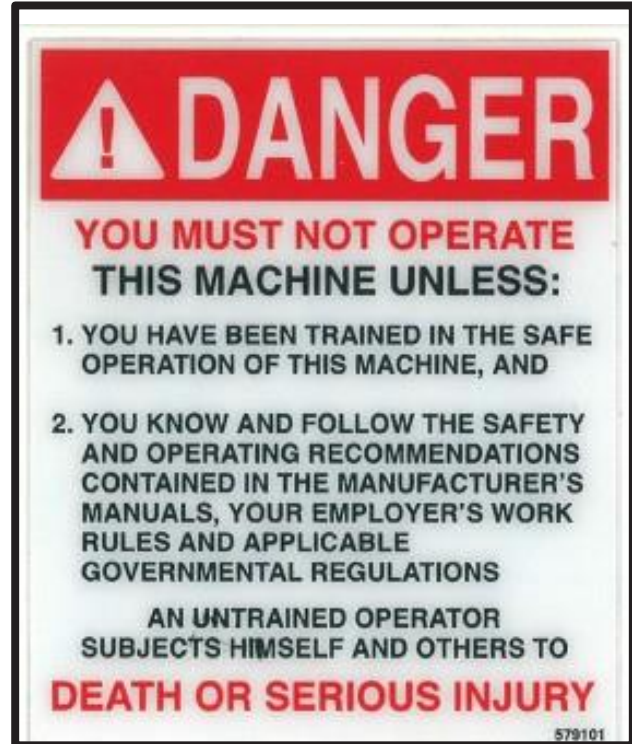 DANGER
YOU MUST NOT OPERATE
THIS MACHINE UNLESS:
1. YOU HAVE BEEN TRAINED IN THE SAFE
OPERATION OF THIS MACHINE, AND
2. YOU KNOW AND FOLLOW THE SAFETY
AND OPERATING RECOMMENDATIONS
CONTAINED IN THE MANUFACTURER'S
MANUALS, YOUR EMPLOYER'S WORK
RULES AND APPLICABLE
GOVERNMENTAL REGULATIONS
AN UNTRAINED OPERATOR
SUBJECTS HIMSELF AND OTHERS TO
DEATH OR SERIOUS INJURY
579101